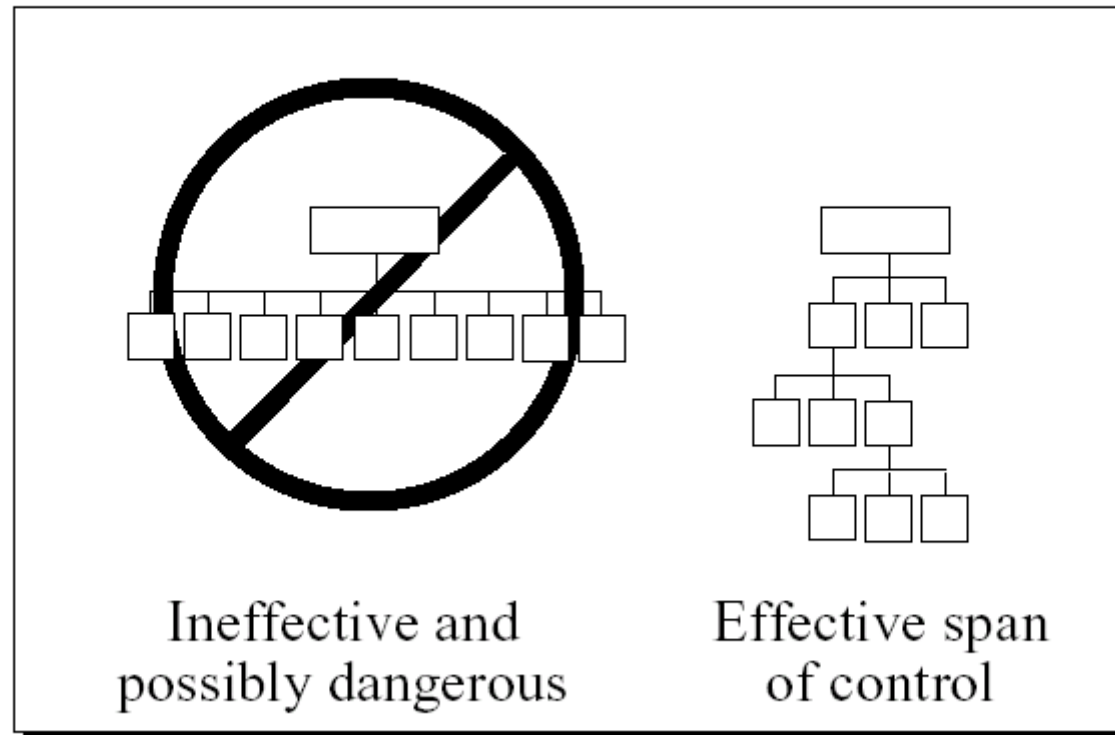 Ineffective and
possibly dangerous
Effective span
of control